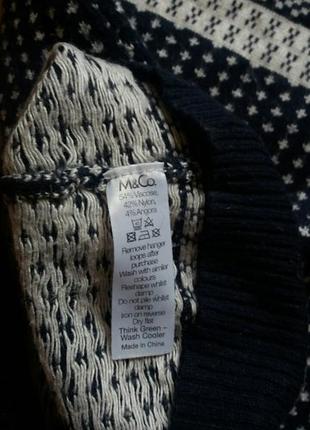 M&Co.
54% Viscose,
42% Nylon,
4% Angora
Remove hanger
loops after
purchase
Wash with similar
colours
Reshape whilst
damp
Do not pile whilst
damp
Iron on reverse
Dry flat
Think Green -
Wash Cooler
Made in China